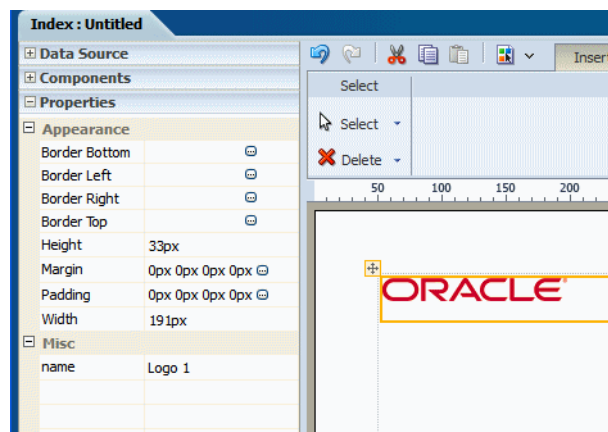 Index : Untitled
Data Source
Components
Properties
Appearance
Border Bottom
Border Left
Border Right
Border Top
Height 33px
Margin 0px 0px 0px 0px
Padding 0px 0px 0px 0px
Width 191px
Misc
name Logo 1
Inser
Select
Select
Delete
50 100 150 200
ORACLE